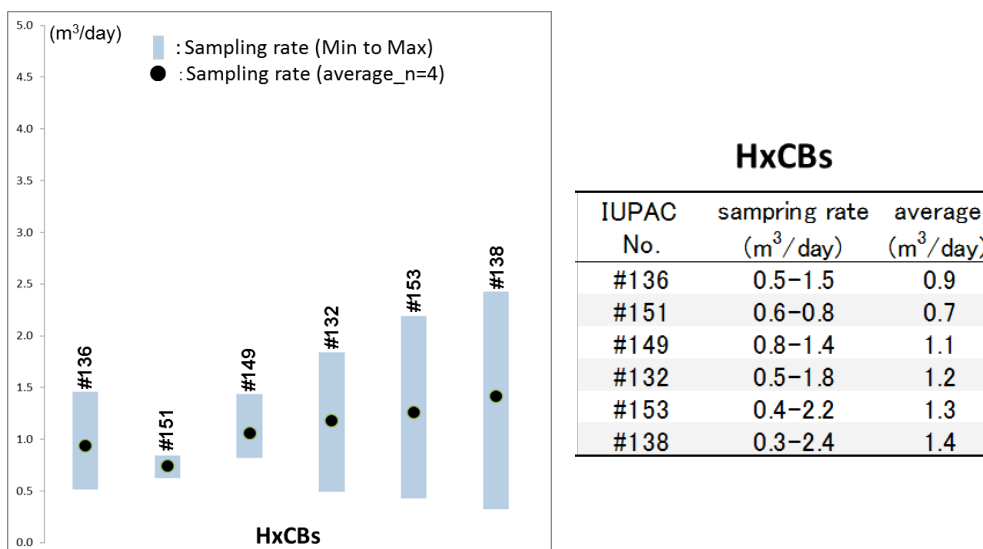 5.0
(m³/day)
: Sampling rate (Min to Max)
: Sampling rate (average_n=4)
4.5
4.0
3.5
3.0
2.5
2.0
1.5
1.0
0.5
0.0
#136
#151
#149
#132
#153
#138
HxCBs
HxCBs
IUPAC No. sampring rate (m³/day) average (m³/day)
#136 0.5-1.5 0.9
#151 0.6-0.8 0.7
#149 0.8-1.4 1.1
#132 0.5-1.8 1.2
#153 0.4-2.2 1.3
#138 0.3-2.4 1.4